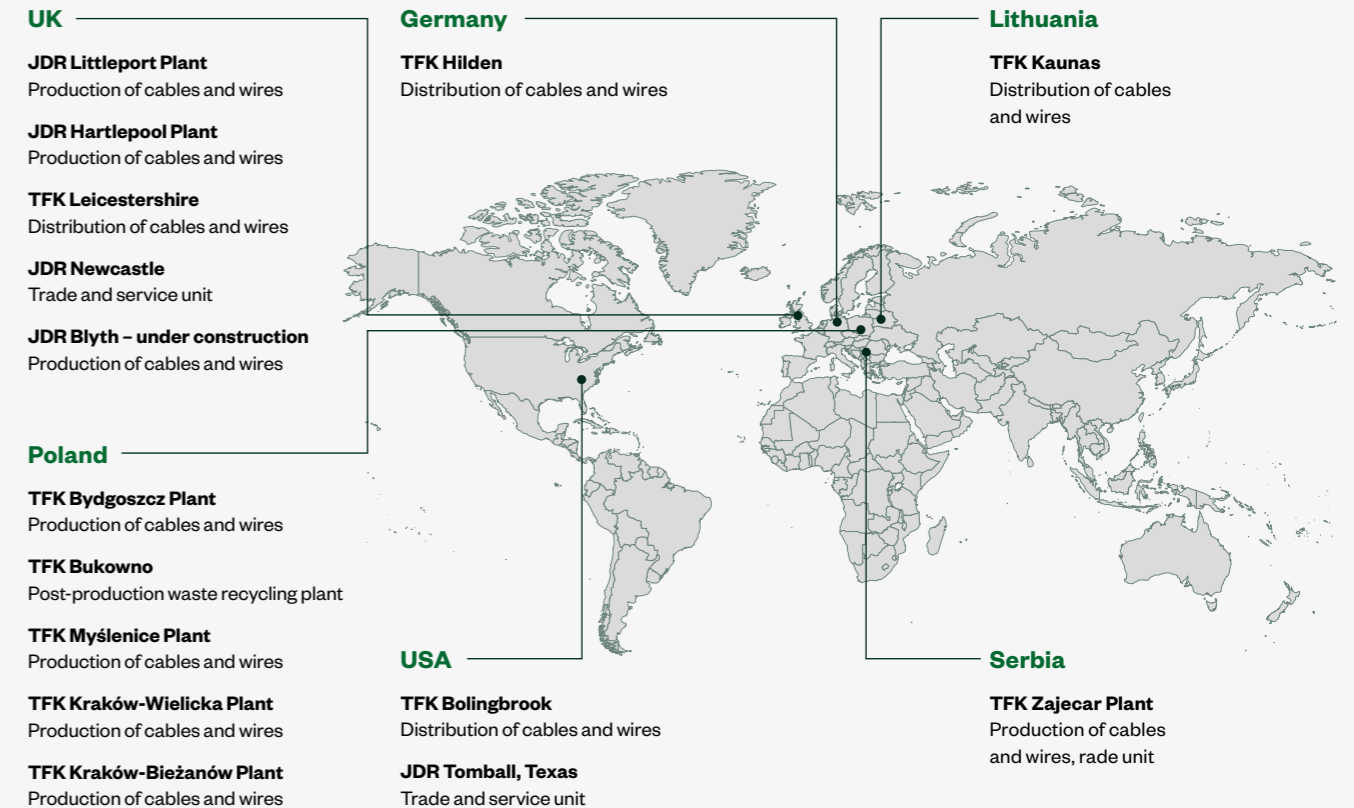 UK
JDR Littleport Plant
Production of cables and wires
JDR Hartlepool Plant
Production of cables and wires
TFK Leicestershire
Distribution of cables and wires
JDR Newcastle
Trade and service unit
JDR Blyth – under construction
Production of cables and wires
Germany
TFK Hilden
Distribution of cables and wires
Lithuania
TFK Kaunas
Distribution of cables
and wires
Poland
TFK Bydgoszcz Plant
Production of cables and wires
TFK Bukowno
Post-production waste recycling plant
TFK Myślenice Plant
Production of cables and wires
TFK Kraków-Wielicka Plant
Production of cables and wires
TFK Kraków-Bieżanów Plant
Production of cables and wires
USA
TFK Bolingbrook
Distribution of cables and wires
JDR Tomball, Texas
Trade and service unit
Serbia
TFK Zajecar Plant
Production of cables
and wires, rade unit